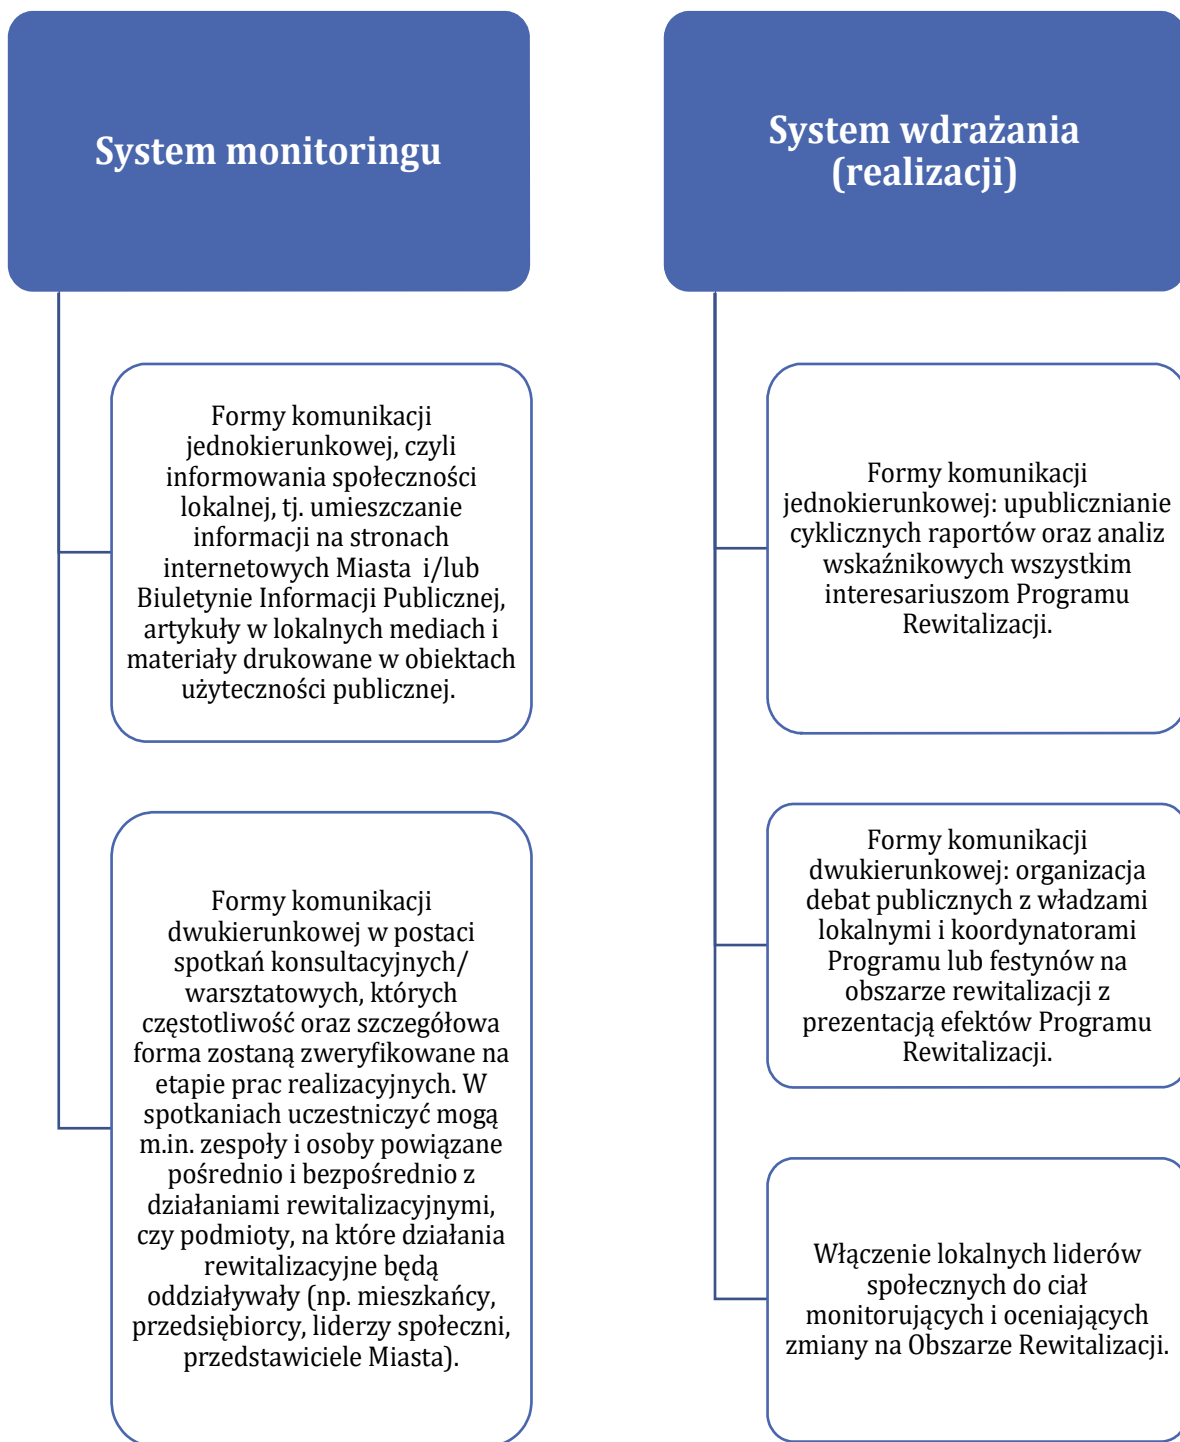 System monitoringu
Formy komunikacji
jednokierunkowej, czyli
informowania społeczności
lokalnej, tj. umieszczanie
informacji na stronach
internetowych Miasta  i/lub
Biuletynie Informacji Publicznej,
artykuły w lokalnych mediach i
materiały drukowane w obiektach
użyteczności publicznej.
Formy komunikacji
dwukierunkowej w postaci
spotkań konsultacyjnych/
warsztatowych, których
częstotliwość oraz szczegółowa
forma zostaną zweryfikowane na
etapie prac realizacyjnych. W
spotkaniach uczestniczyć mogą
m.in. zespoły i osoby powiązane
pośrednio i bezpośrednio z
działaniami rewitalizacyjnymi,
czy podmioty, na które działania
rewitalizacyjne będą
oddziaływały (np. mieszkańcy,
przedsiębiorcy, liderzy społeczni,
przedstawiciele Miasta).
System wdrażania
(realizacji)
Formy komunikacji
jednokierunkowej: upublicznianie
cyklicznych raportów oraz analiz
wskaźnikowych wszystkim
interesariuszom Programu
Rewitalizacji.
Formy komunikacji
dwukierunkowej: organizacja
debat publicznych z władzami
lokalnymi i koordynatorami
Programu lub festynów na
obszarze rewitalizacji z
prezentacją efektów Programu
Rewitalizacji.
Włączenie lokalnych liderów
społecznych do ciał
monitorujących i oceniających
zmiany na Obszarze Rewitalizacji.